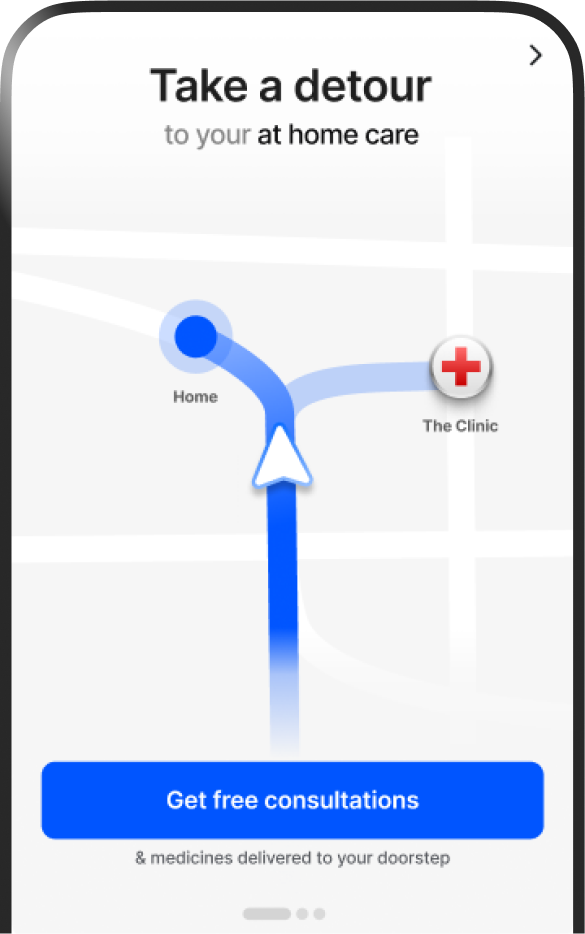 Take a detour
to your at home care
Home
The Clinic
Get free consultations
& medicines delivered to your doorstep